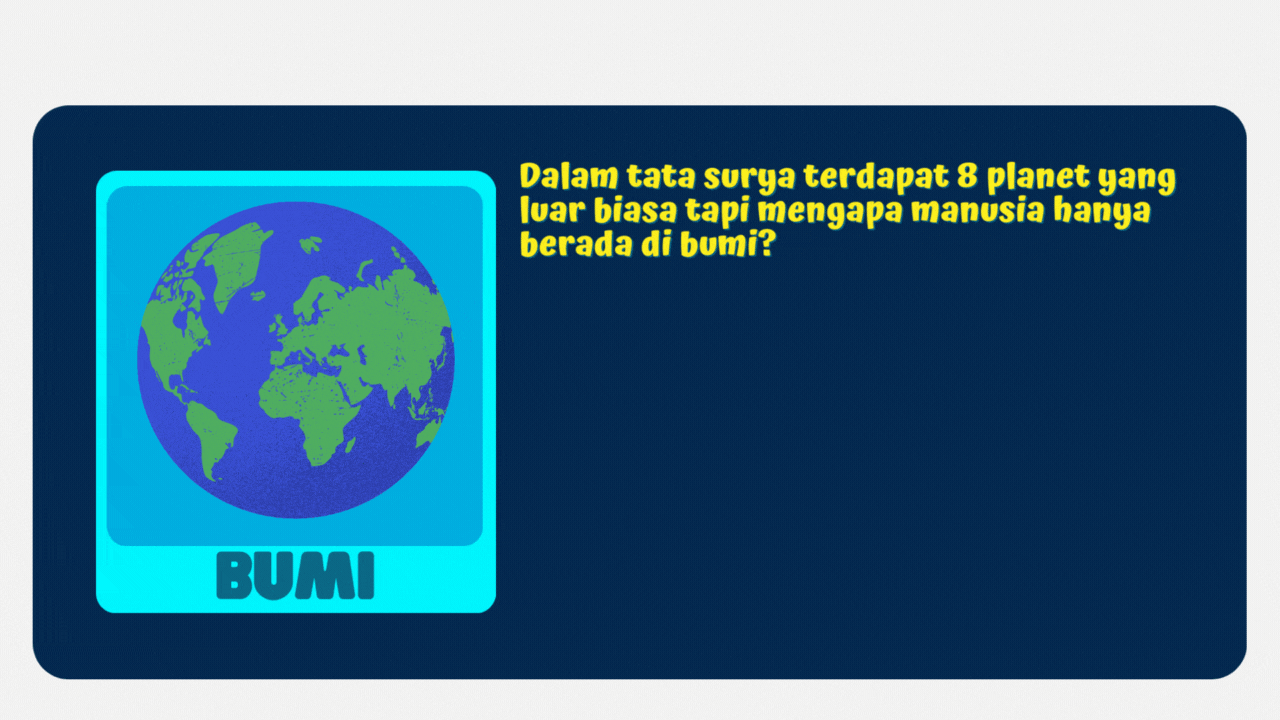 Dalam tata surya terdapat 8 planet yang
luar biasa tapi mengapa manusia hanya
berada di bumi?
BUMI